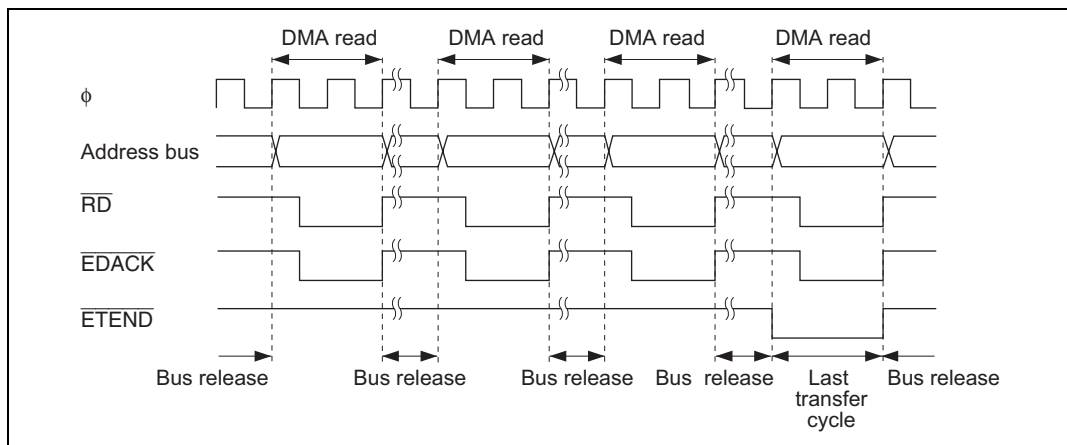 DMA read DMA read DMA read DMA read
ϕ
Address bus
RD
EDACK
ETEND
Bus release Bus release Bus release Bus release Last transfer cycle Bus release